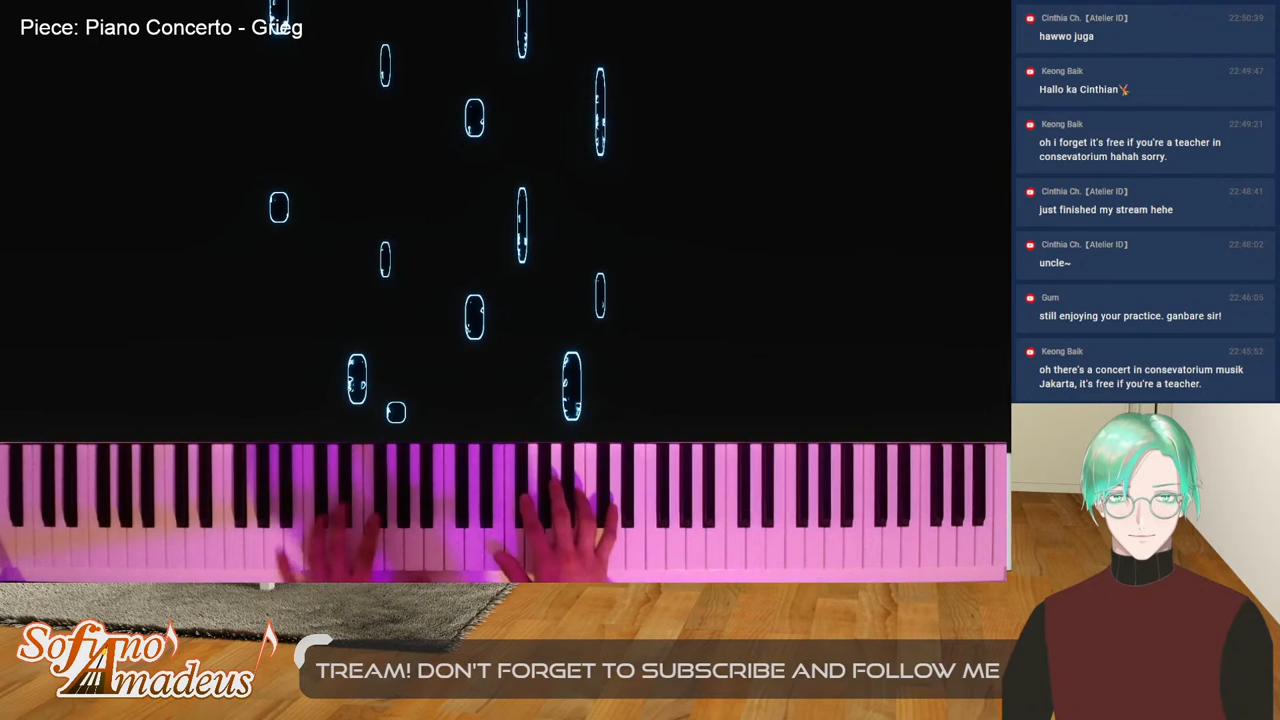 Piece: Piano Concerto - Grieg
Cinthia Ch.【Atelier ID】
22:50:39
hawwo juga
Keong Baik
22:49:47
Hallo ka Cinthian
Keong Baik
22:49:21
oh i forget it's free if you're a teacher in
consevatorium hahah sorry.
Cinthia Ch.【Atelier ID】
22:48:41
just finished my stream hehe
Cinthia Ch.【Atelier ID】
22:48:02
uncle~
Gum
22:46:05
still enjoying your practice. ganbare sir!
Keong Baik
22:45:52
oh there's a concert in consevatorium musik
Jakarta, it's free if you're a teacher.
Sofiano
Amadeus
TREAM! DON'T FORGET TO SUBSCRIBE AND FOLLOW ME